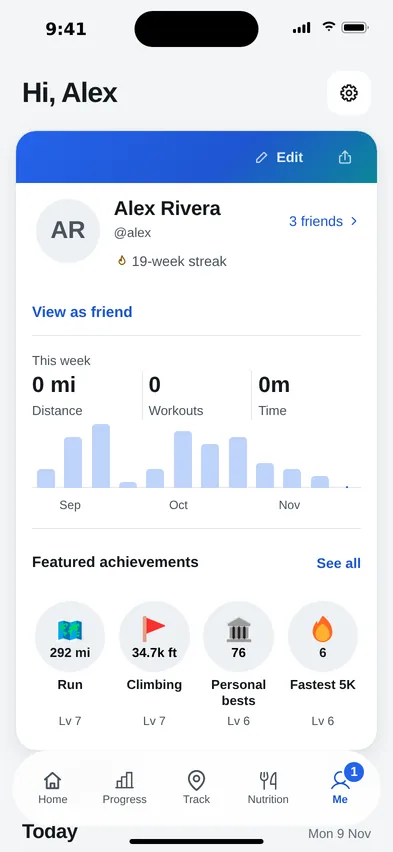 9:41
Hi, Alex
Edit
AR
Alex Rivera
@alex
3 friends
19-week streak
View as friend
This week
0 mi
0
0m
Distance
Workouts
Time
Sep
Oct
Nov
Featured achievements
See all
292 mi
34.7k ft
76
6
Run
Climbing
Personal
bests
Fastest 5K
Lv 7
Lv 7
Lv 6
Lv 6
1
Home
Progress
Track
Nutrition
Me
Today
Mon 9 Nov